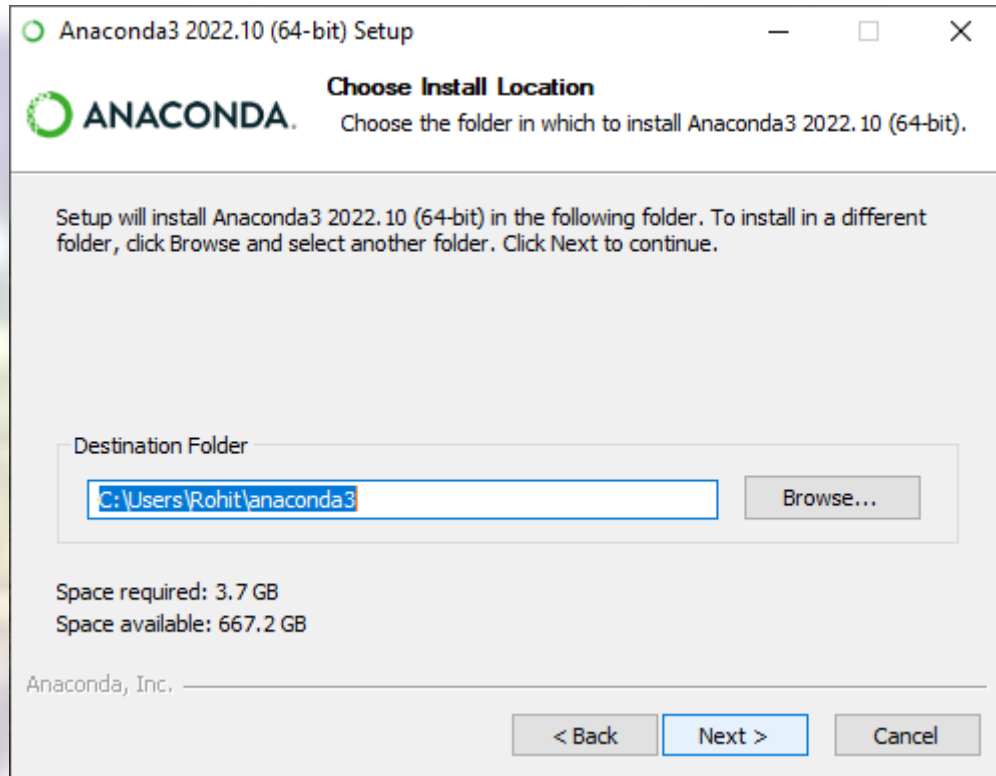 Anaconda3 2022.10 (64-bit) Setup
ANACONDA.
Choose Install Location
Choose the folder in which to install Anaconda3 2022.10 (64-bit).
Setup will install Anaconda3 2022.10 (64-bit) in the following folder. To install in a different
folder, click Browse and select another folder. Click Next to continue.
Destination Folder
C:\Users\Rohit\anaconda3
Browse...
Space required: 3.7 GB
Space available: 667.2 GB
Anaconda, Inc.
< Back
Next >
Cancel